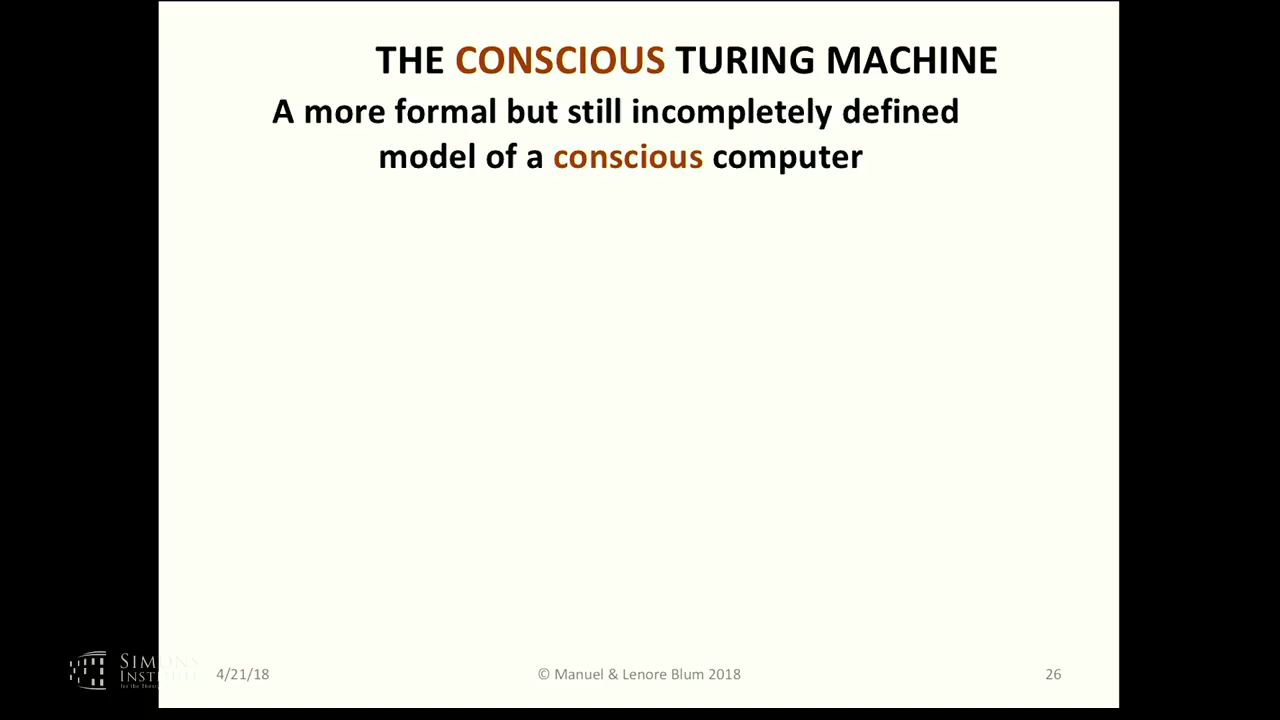 THE CONSCIOUS TURING MACHINE
A more formal but still incompletely defined
model of a conscious computer
SIMONS
INSTITUTE
4/21/18
© Manuel & Lenore Blum 2018
26